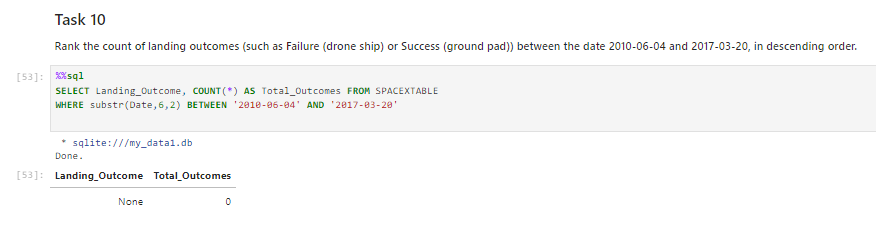 Task 10
Rank the count of landing outcomes (such as Failure (drone ship) or Success (ground pad)) between the date 2010-06-04 and 2017-03-20, in descending order.
[53]: %%sql
SELECT Landing_Outcome, COUNT(*) AS Total_Outcomes FROM SPACEXTABLE
WHERE substr(Date,6,2) BETWEEN '2010-06-04' AND '2017-03-20'
* sqlite:///my_data1.db
Done.
[53]: Landing_Outcome Total_Outcomes
None 0